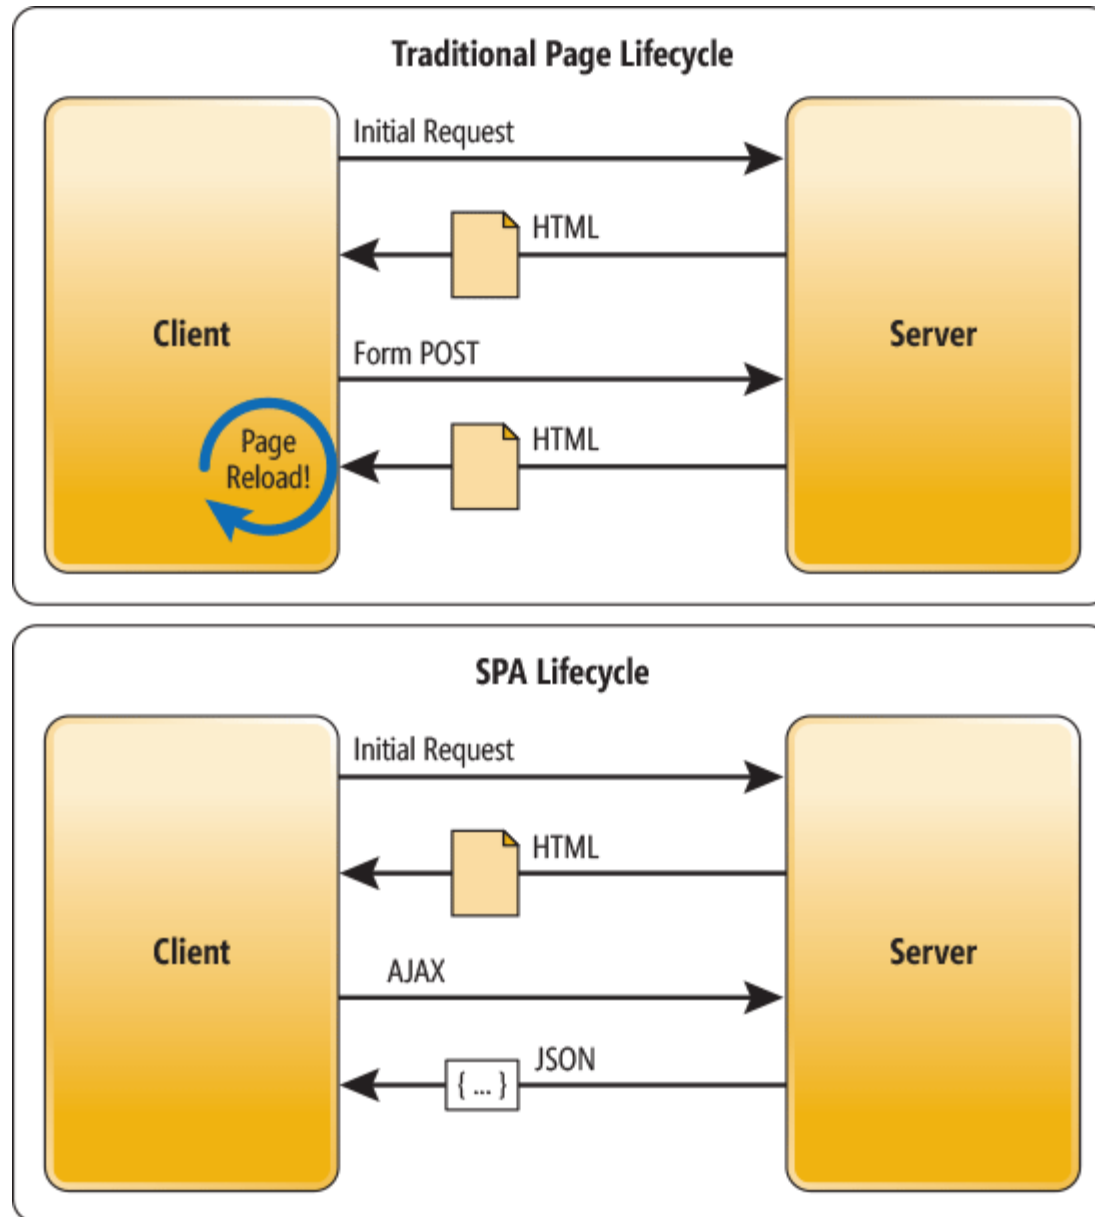 Traditional Page Lifecycle
Initial Request
HTML
Client
Server
Form POST
HTML
Page
Reload!
SPA Lifecycle
Initial Request
HTML
Client
Server
AJAX
JSON
{ ... }